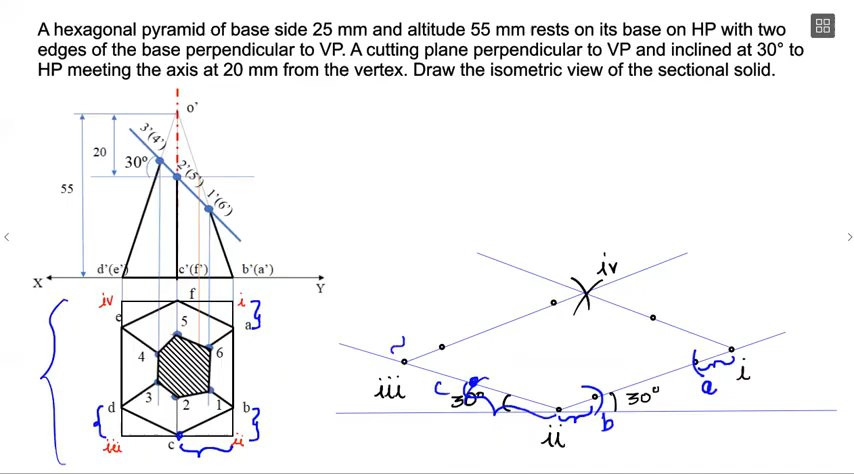 A hexagonal pyramid of base side 25 mm and altitude 55 mm rests on its base on HP with two
edges of the base perpendicular to VP. A cutting plane perpendicular to VP and inclined at 30° to
HP meeting the axis at 20 mm from the vertex. Draw the isometric view of the sectional solid.
o'
3'(4')
20
30°
2'(5')
1'(6')
55
d'(e')
c'(f')
b'(a')
X
Y
iv
f
i
e
a
5
4
6
3
2
1
d
b
iii
c
ii
iv
iii
i
c
30°
a
30°
b
ii